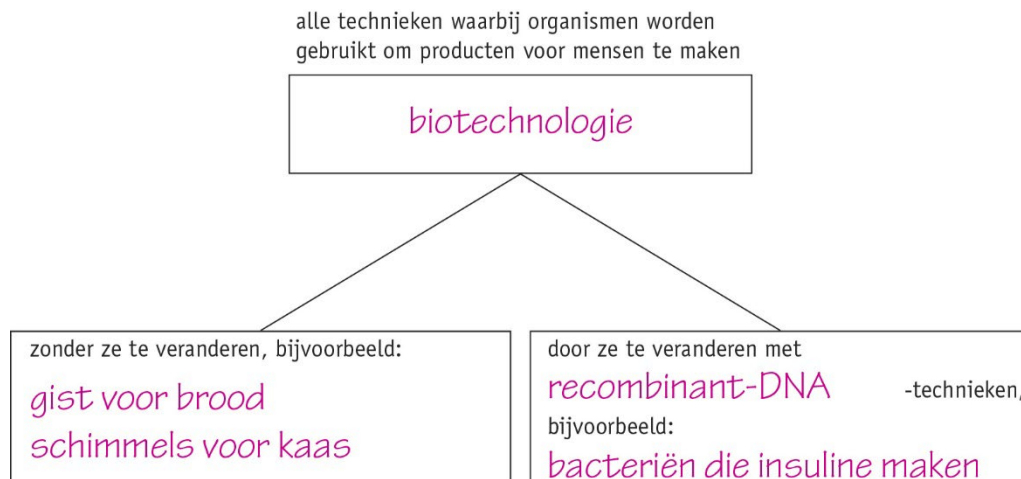 alle technieken waarbij organismen worden
gebruikt om producten voor mensen te maken
biotechnologie
zonder ze te veranderen, bijvoorbeeld:
gist voor brood
schimmels voor kaas
door ze te veranderen met
recombinant-DNA -technieken,
bijvoorbeeld:
bacteriën die insuline maken